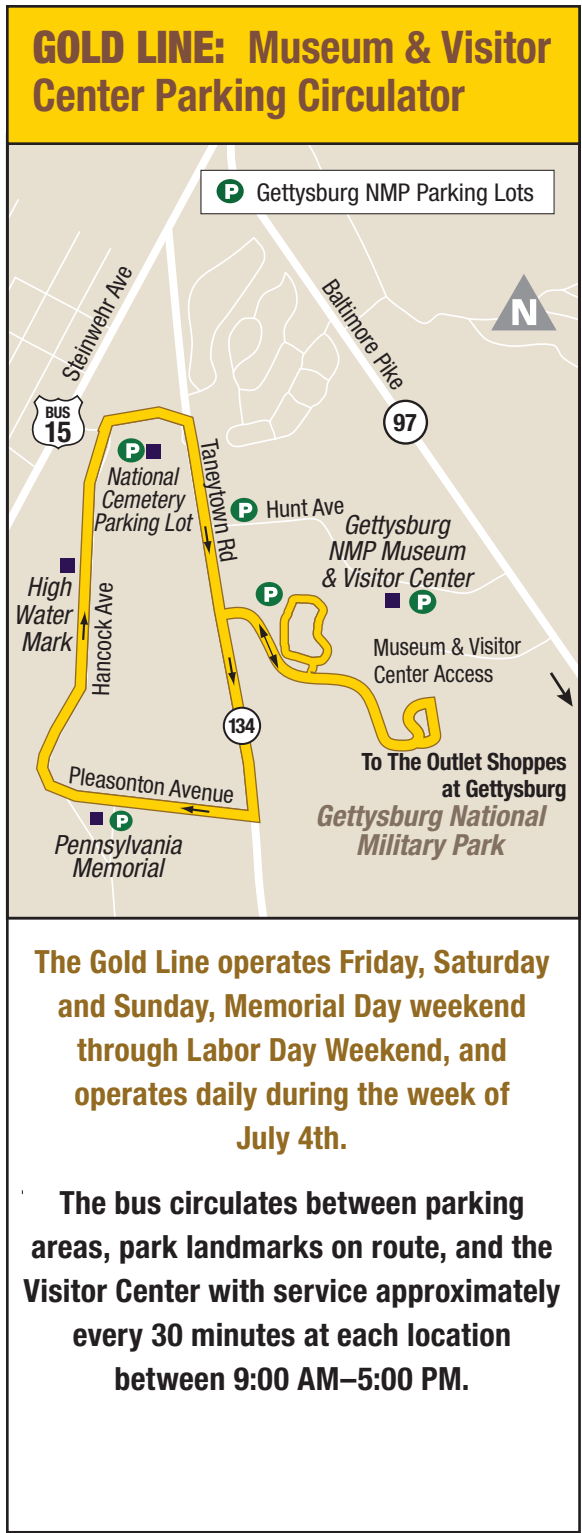 GOLD LINE: Museum & Visitor
Center Parking Circulator
P Gettysburg NMP Parking Lots
Steinwehr Ave
Baltimore Pike
N
BUS
15
97
P
National
Cemetery
Parking Lot
Taneytown Rd
P Hunt Ave
Gettysburg
NMP Museum
& Visitor Center
P
P
High
Water
Mark
Hancock Ave
Museum & Visitor
Center Access
134
To The Outlet Shoppes
at Gettysburg
Pleasonton Avenue
Gettysburg National
Military Park
P
Pennsylvania
Memorial
The Gold Line operates Friday, Saturday
and Sunday, Memorial Day weekend
through Labor Day Weekend, and
operates daily during the week of
July 4th.
The bus circulates between parking
areas, park landmarks on route, and the
Visitor Center with service approximately
every 30 minutes at each location
between 9:00 AM–5:00 PM.